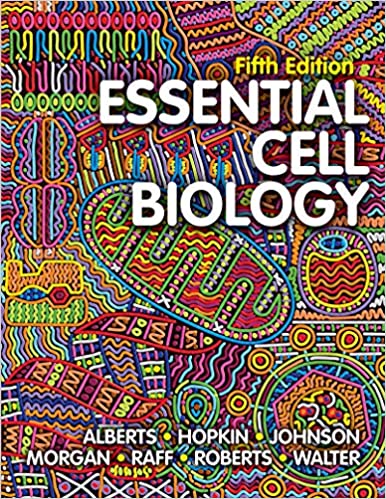 Fifth Edition
ESSENTIAL
CELL
BIOLOGY
ALBERTS • HOPKIN • JOHNSON
MORGAN • RAFF • ROBERTS • WALTER